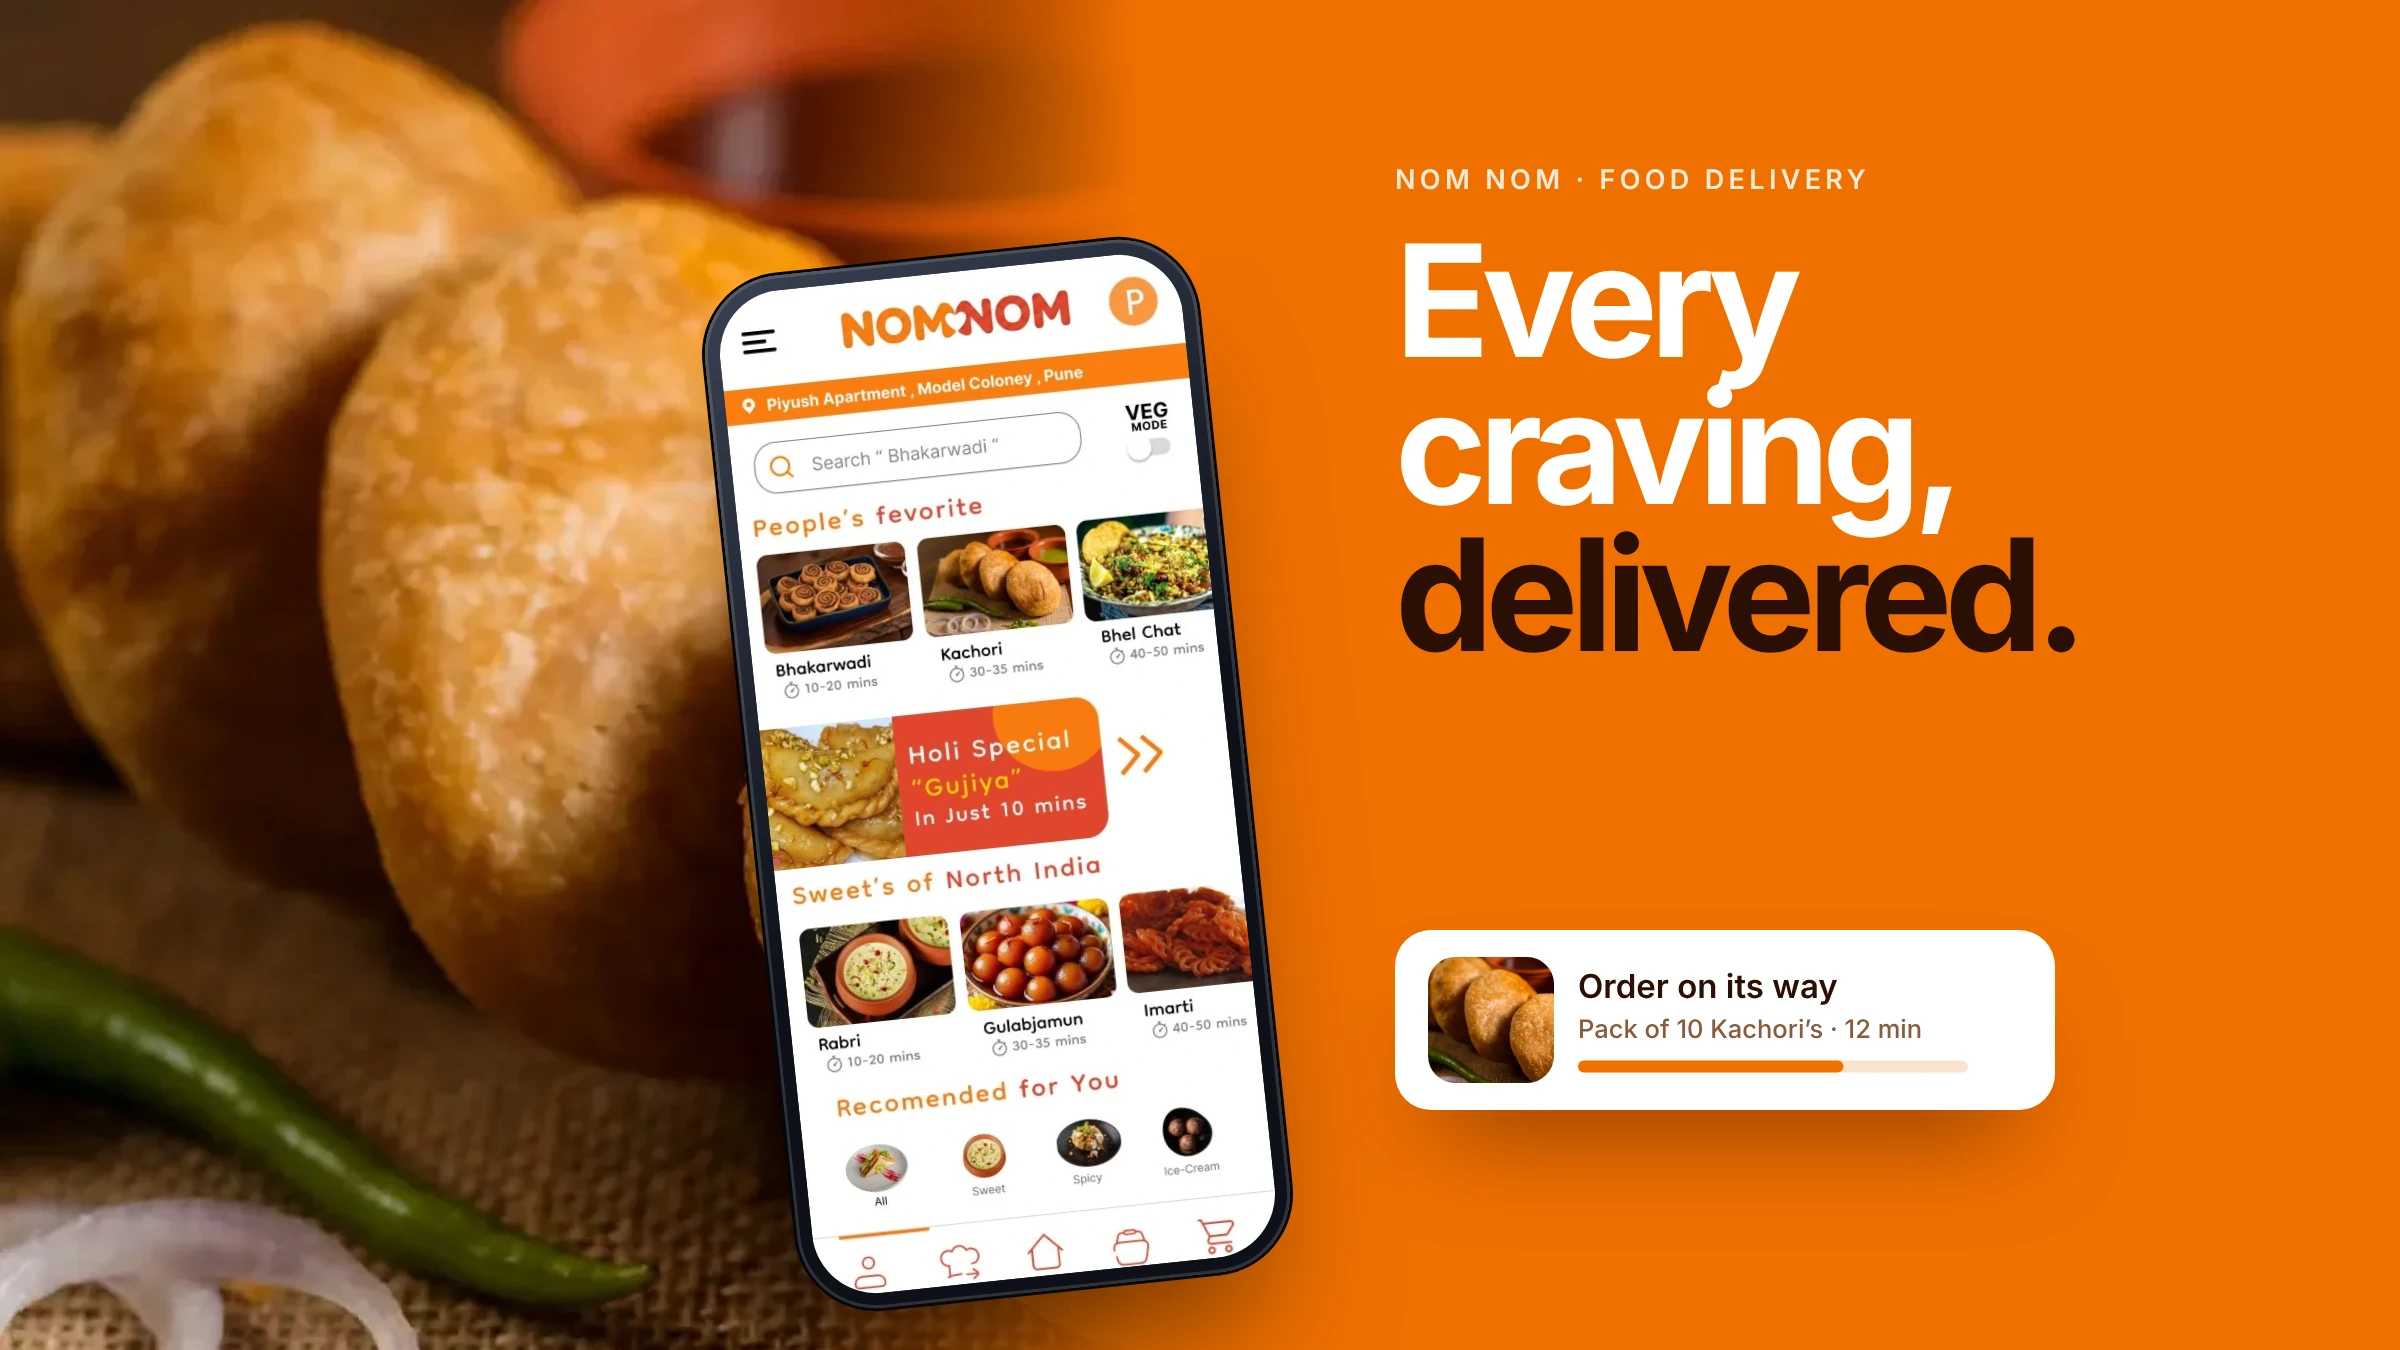 NOM NOM · FOOD DELIVERY
Every
craving,
delivered.
NOMNOM
P
Piyush Apartment , Model Coloney , Pune
Search “ Bhakarwadi ”
VEG
MODE
People's fevorite
Bhakarwadi
10-20 mins
Kachori
30-35 mins
Bhel Chat
40-50 mins
Holi Special
“Gujiya”
In Just 10 mins
Sweet's of North India
Rabri
10-20 mins
Gulabjamun
30-35 mins
Imarti
40-50 mins
Recomended for You
All
Sweet
Spicy
Ice-Cream
Order on its way
Pack of 10 Kachori’s · 12 min